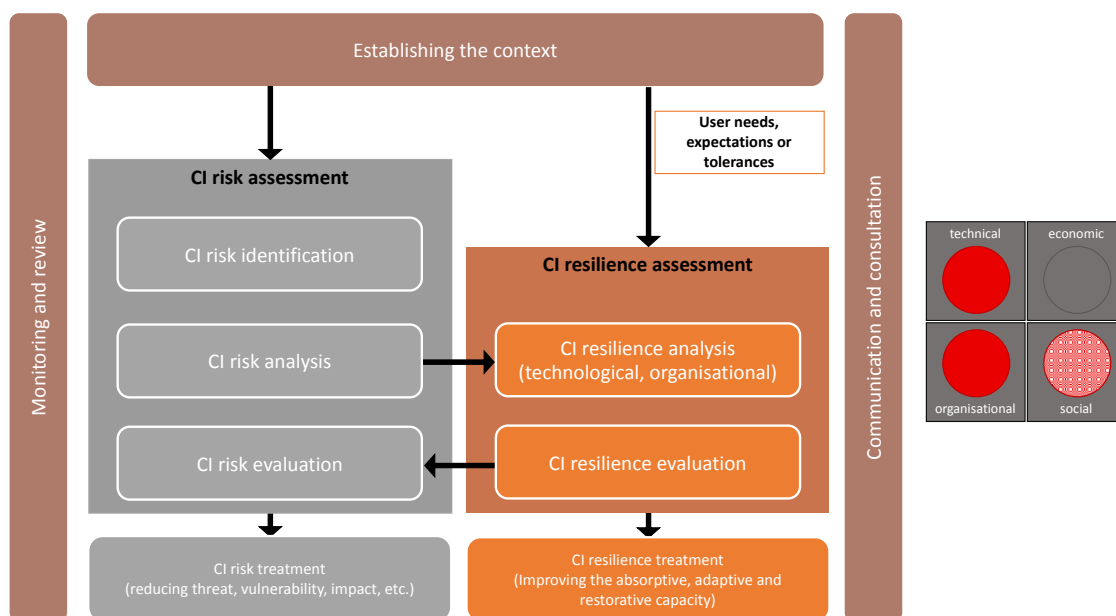 Establishing the context
User needs,
expectations or
tolerances
Monitoring and review
CI risk assessment
CI risk identification
CI risk analysis
CI risk evaluation
CI resilience assessment
CI resilience analysis
(technological, organisational)
CI resilience evaluation
CI risk treatment
(reducing threat, vulnerability, impact, etc.)
CI resilience treatment
(Improving the absorptive, adaptive and
restorative capacity)
Communication and consultation
technical
economic
organisational
social